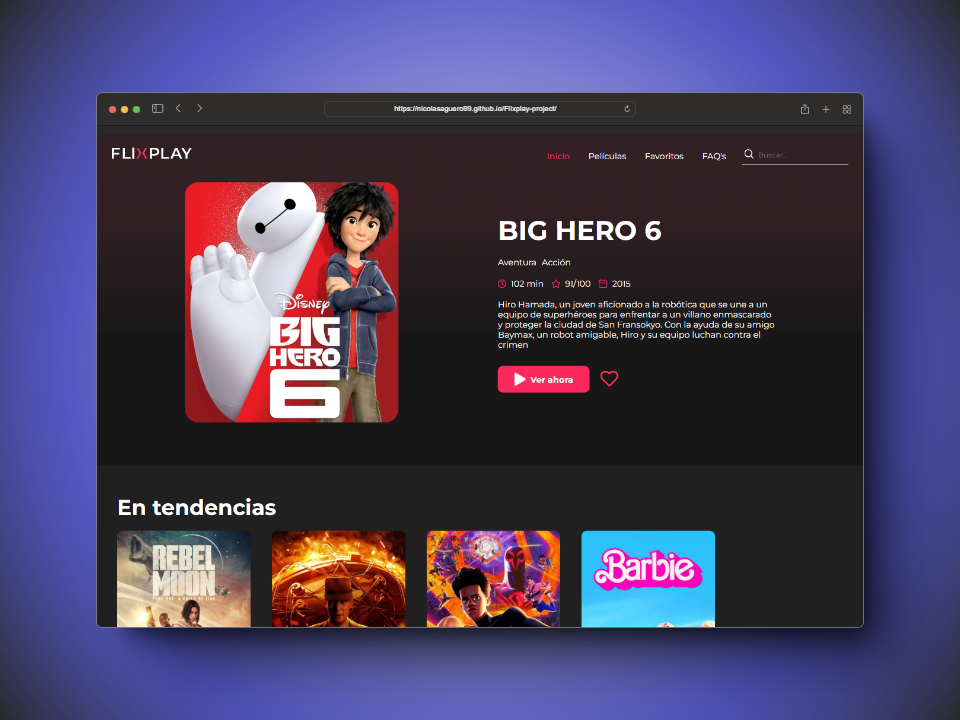 https://nicolasaguero99.github.io/Flixplay-project/
FLIXPLAY
Inicio Películas Favoritos FAQ's Buscar...
DISNEY
BIG
HERO
6
BIG HERO 6
Aventura Acción
102 min 91/100 2015
Hiro Hamada, un joven aficionado a la robótica que se une a un
equipo de superhéroes para enfrentar a un villano enmascarado
y proteger la ciudad de San Fransokyo. Con la ayuda de su amigo
Baymax, un robot amigable, Hiro y su equipo luchan contra el
crimen
Ver ahora
En tendencias
REBEL
MOON
Barbie